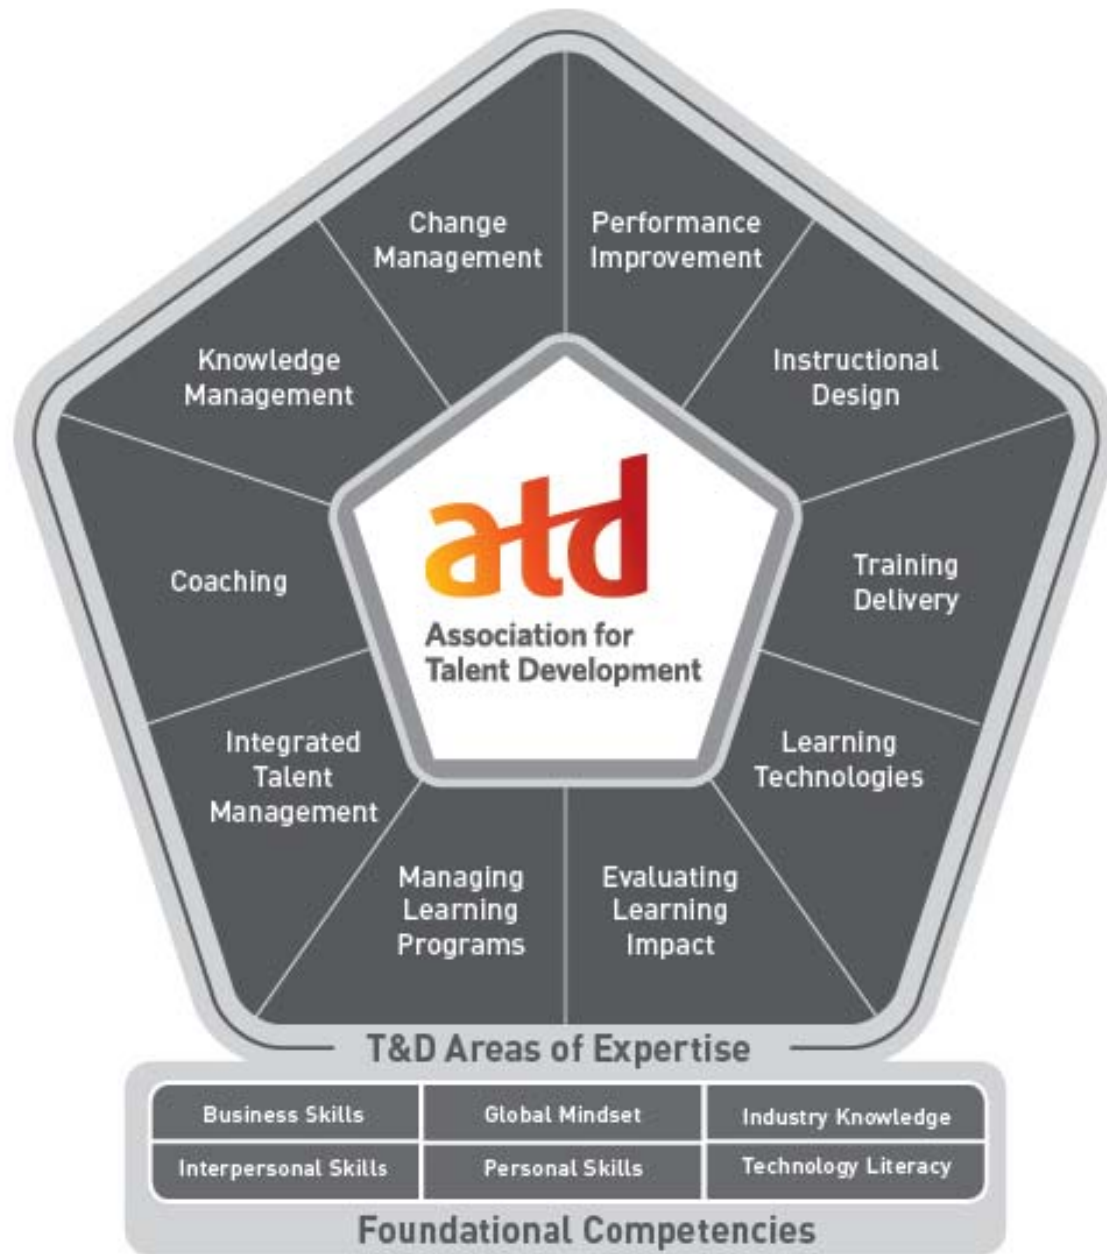 Change
Management
Performance
Improvement
Knowledge
Management
Instructional
Design
Coaching
Training
Delivery
Integrated
Talent
Management
Learning
Technologies
Managing
Learning
Programs
Evaluating
Learning
Impact
atd
Association for
Talent Development
T&D Areas of Expertise
Business Skills
Global Mindset
Industry Knowledge
Interpersonal Skills
Personal Skills
Technology Literacy
Foundational Competencies